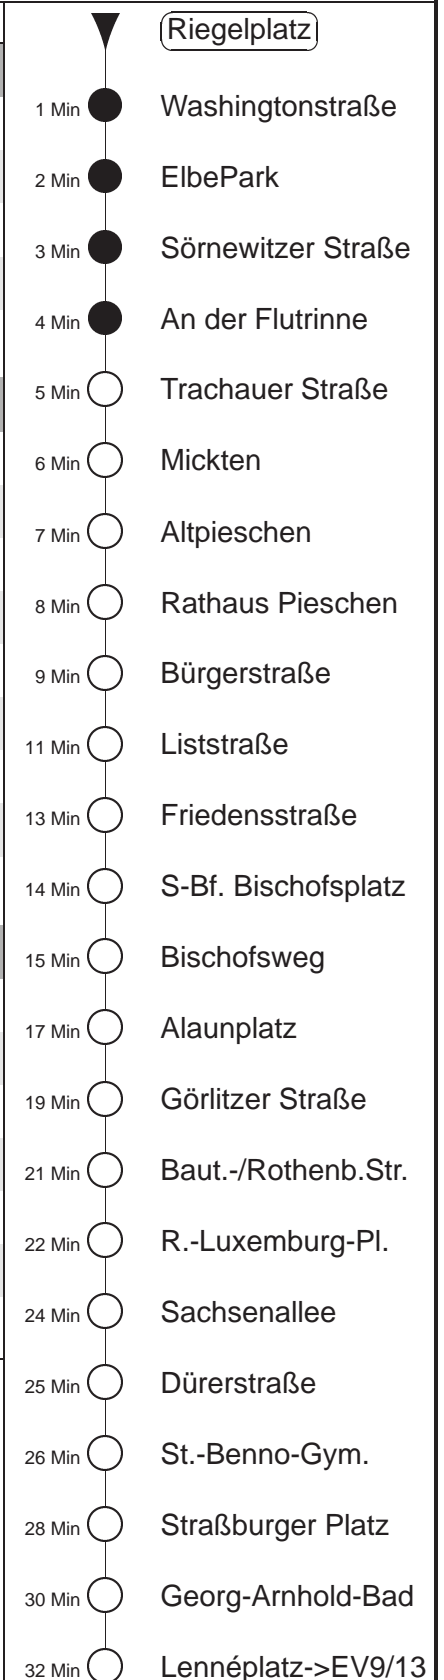 Riegelplatz
1 Min Washingtonstraße
2 Min ElbePark
3 Min Sörnewitzer Straße
4 Min An der Flutrinne
5 Min Trachauer Straße
6 Min Mickten
7 Min Altpieschen
8 Min Rathaus Pieschen
9 Min Bürgerstraße
11 Min Liststraße
13 Min Friedensstraße
14 Min S-Bf. Bischofsplatz
15 Min Bischofsweg
17 Min Alaunplatz
19 Min Görlitzer Straße
21 Min Baut.-/Rothenb.Str.
22 Min R.-Luxemburg-Pl.
24 Min Sachsenallee
25 Min Dürerstraße
26 Min St.-Benno-Gym.
28 Min Straßburger Platz
30 Min Georg-Arnhold-Bad
32 Min Lennéplatz->EV9/13